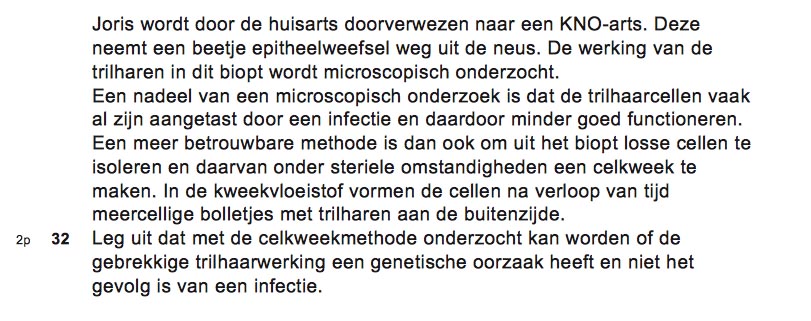 Joris wordt door de huisarts doorverwezen naar een KNO-arts. Deze
neemt een beetje epitheelweefsel weg uit de neus. De werking van de
trilharen in dit biopt wordt microscopisch onderzocht.
Een nadeel van een microscopisch onderzoek is dat de trilhaarcellen vaak
al zijn aangetast door een infectie en daardoor minder goed functioneren.
Een meer betrouwbare methode is dan ook om uit het biopt losse cellen te
isoleren en daarvan onder steriele omstandigheden een celkweek te
maken. In de kweekvloeistof vormen de cellen na verloop van tijd
meercellige bolletjes met trilharen aan de buitenzijde.
2p 32 Leg uit dat met de celkweekmethode onderzocht kan worden of de
gebrekkige trilhaarwerking een genetische oorzaak heeft en niet het
gevolg is van een infectie.